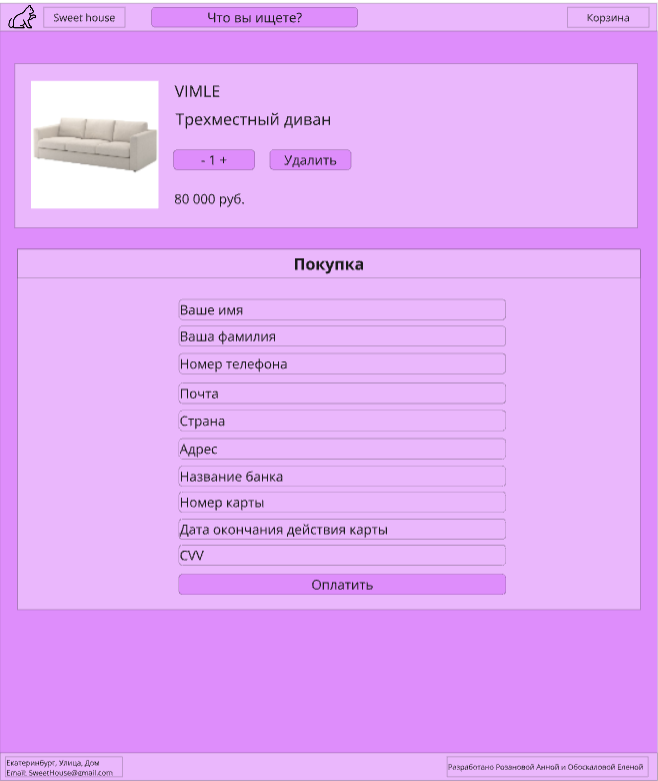 Sweet house
Что вы ищете?
Корзина
VIMLE
Трехместный диван
- 1 +
Удалить
80 000 руб.
Покупка
Ваше имя
Ваша фамилия
Номер телефона
Почта
Страна
Адрес
Название банка
Номер карты
Дата окончания действия карты
CVV
Оплатить
Екатеринбург, Улица, Дом
Email: SweetHouse@gmail.com
Разработано Розановой Анной и Обоскаловой Еленой